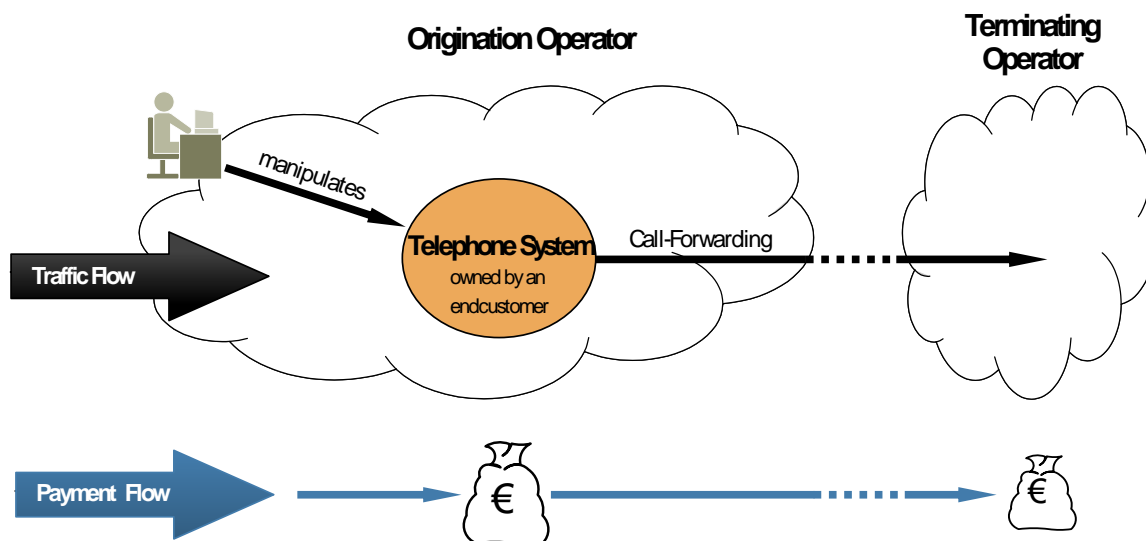 Origination Operator
Terminating
Operator
manipulates
Telephone System
owned by an
endcustomer
Call-Forwarding
Traffic Flow
Payment Flow
€
€